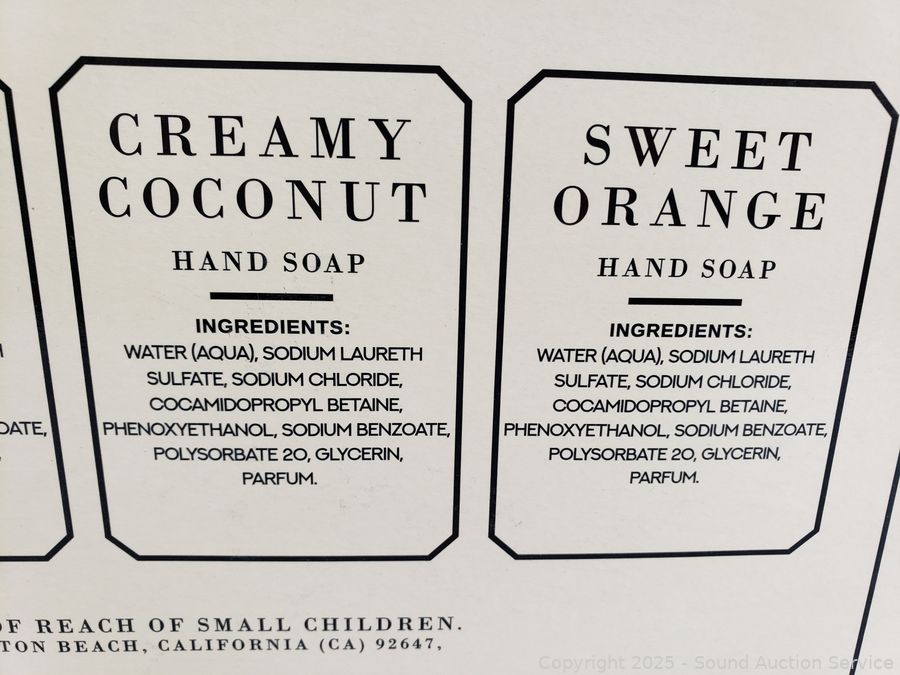 CREAMY
COCONUT
HAND SOAP
INGREDIENTS:
WATER (AQUA), SODIUM LAURETH
SULFATE, SODIUM CHLORIDE,
COCAMIDOPROPYL BETAINE,
PHENOXYETHANOL, SODIUM BENZOATE,
POLYSORBATE 20, GLYCERIN,
PARFUM.
SWEET
ORANGE
HAND SOAP
INGREDIENTS:
WATER (AQUA), SODIUM LAURETH
SULFATE, SODIUM CHLORIDE,
COCAMIDOPROPYL BETAINE,
PHENOXYETHANOL, SODIUM BENZOATE,
POLYSORBATE 20, GLYCERIN,
PARFUM.
OF REACH OF SMALL CHILDREN.
TON BEACH, CALIFORNIA (CA) 92647,
Copyright 2025 - Sound Auction Service